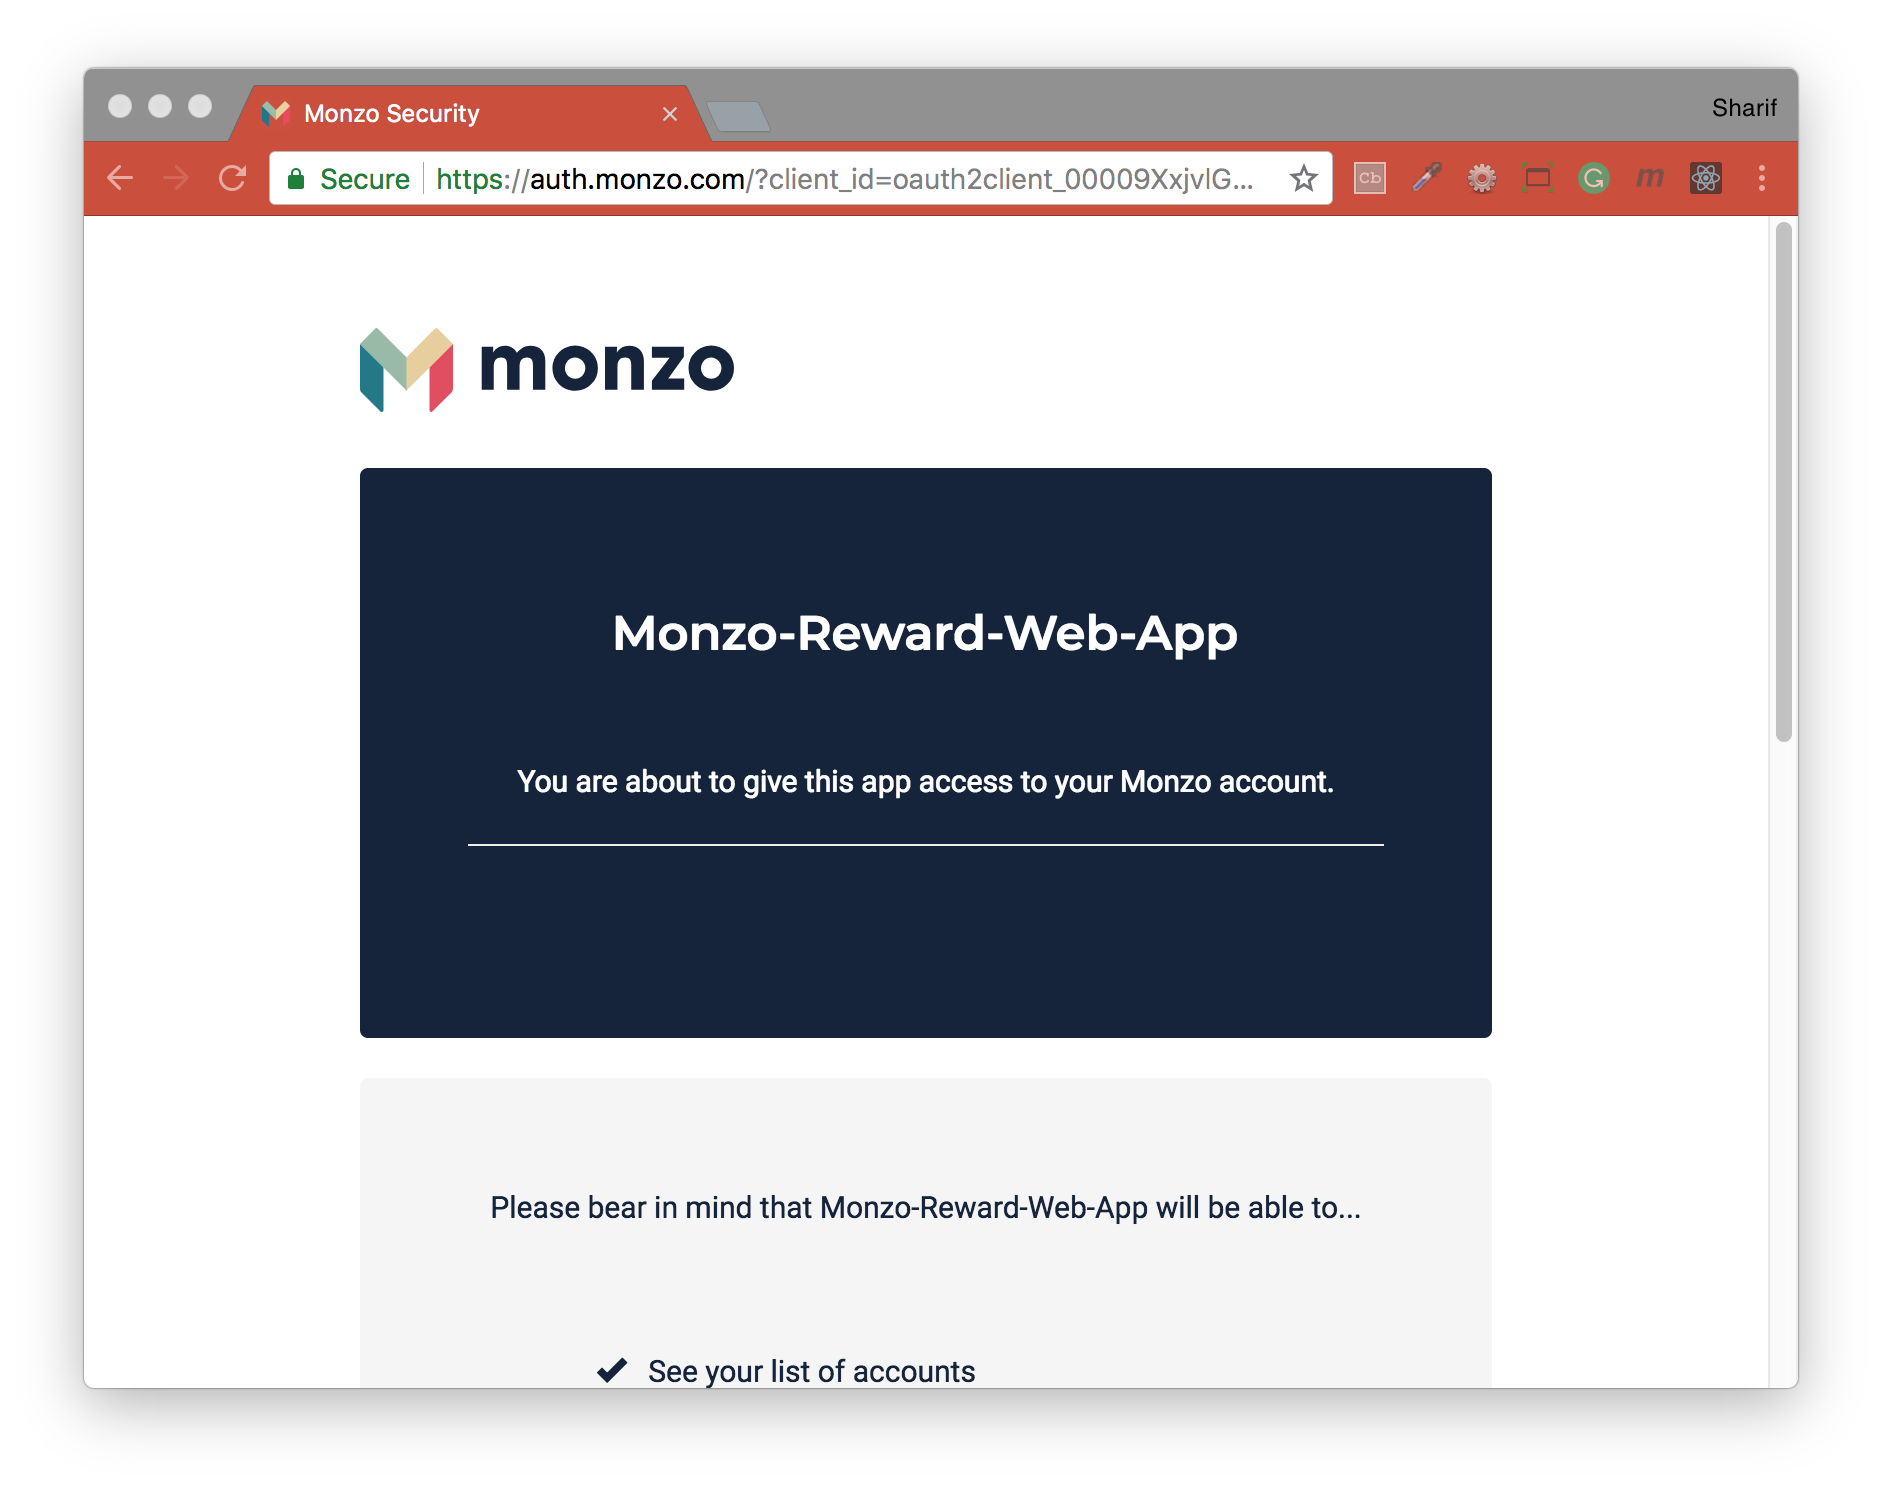 Monzo Security
Sharif
Secure
https://auth.monzo.com/?client_id=oauth2client_00009XxjvlG...
Cb
m
monzo
Monzo-Reward-Web-App
You are about to give this app access to your Monzo account.
Please bear in mind that Monzo-Reward-Web-App will be able to...
See your list of accounts